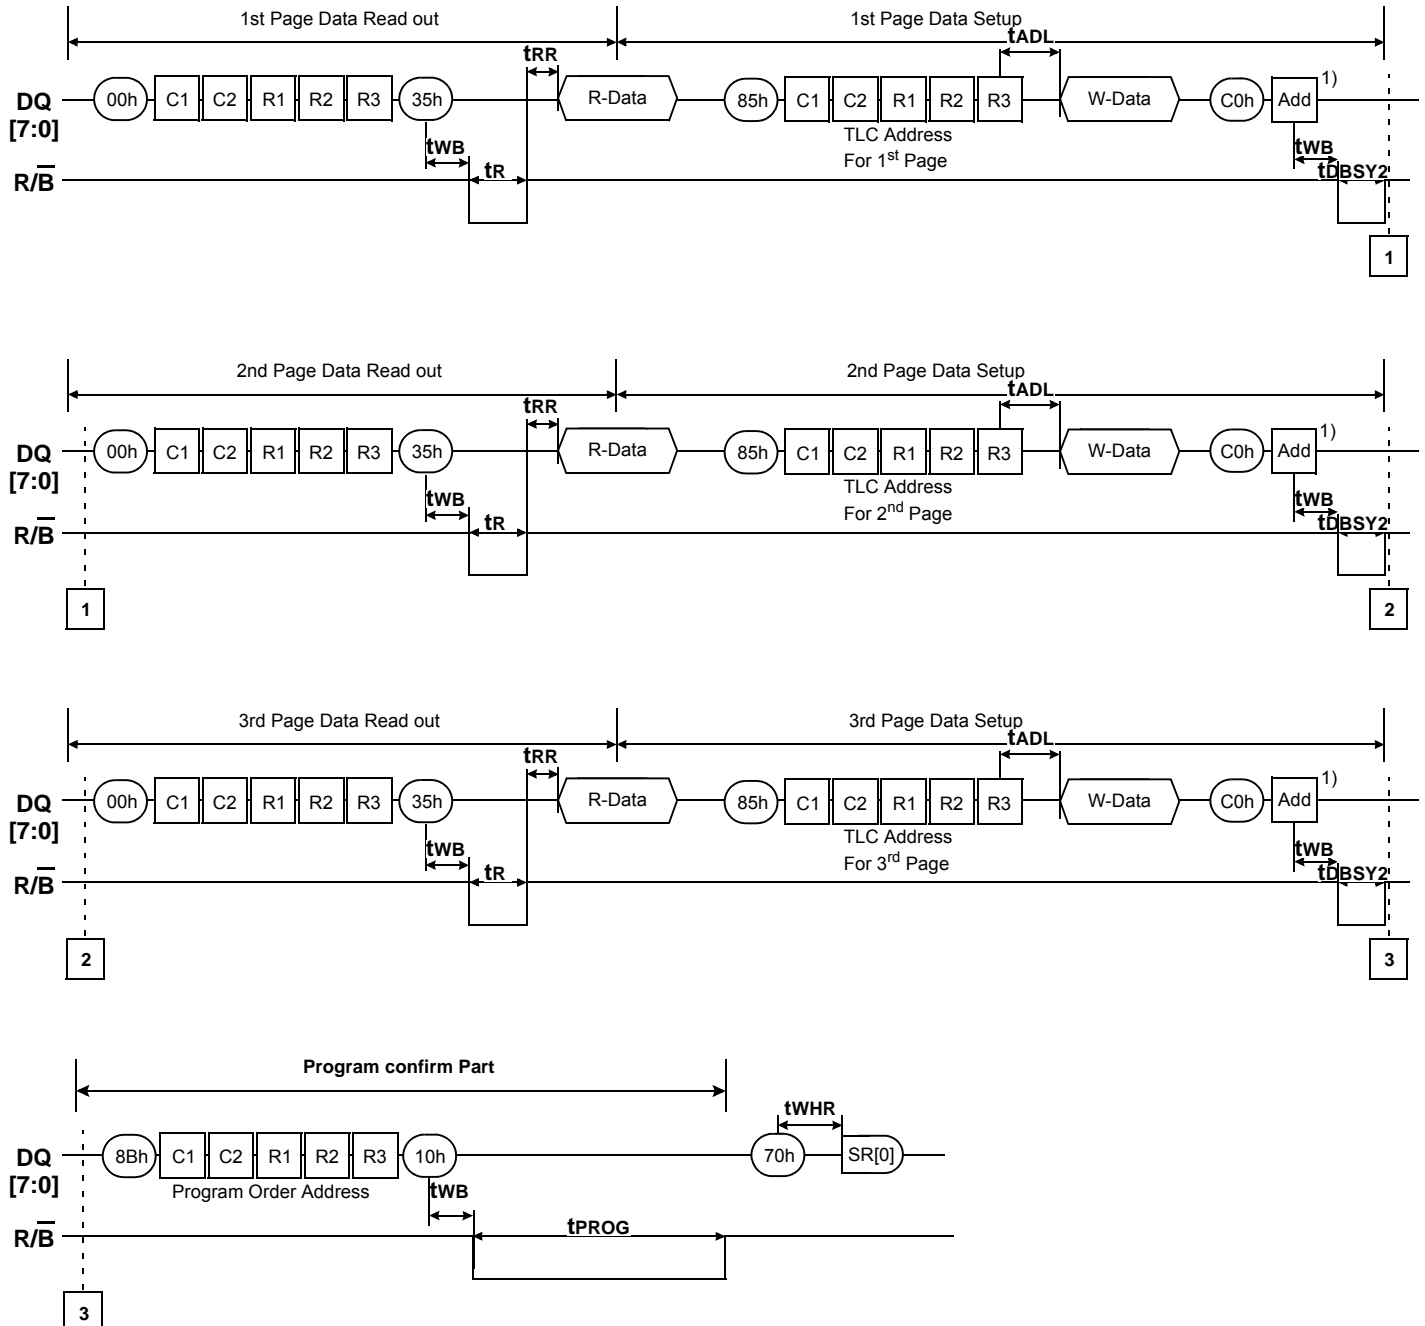 1st Page Data Read out 1st Page Data Setup
tRR tADL
DQ [7:0] 00h C1 C2 R1 R2 R3 35h R-Data 85h C1 C2 R1 R2 R3 W-Data C0h Add 1)
TLC Address
For 1st Page
tWB tWB
R/B tR tDBSY2
1
2nd Page Data Read out 2nd Page Data Setup
tRR tADL
DQ [7:0] 00h C1 C2 R1 R2 R3 35h R-Data 85h C1 C2 R1 R2 R3 W-Data C0h Add 1)
TLC Address
For 2nd Page
tWB tWB
R/B tR tDBSY2
1 2
3rd Page Data Read out 3rd Page Data Setup
tRR tADL
DQ [7:0] 00h C1 C2 R1 R2 R3 35h R-Data 85h C1 C2 R1 R2 R3 W-Data C0h Add 1)
TLC Address
For 3rd Page
tWB tWB
R/B tR tDBSY2
2 3
Program confirm Part
tWHR
DQ [7:0] 8Bh C1 C2 R1 R2 R3 10h 70h SR[0]
Program Order Address
tWB
R/B tPROG
3